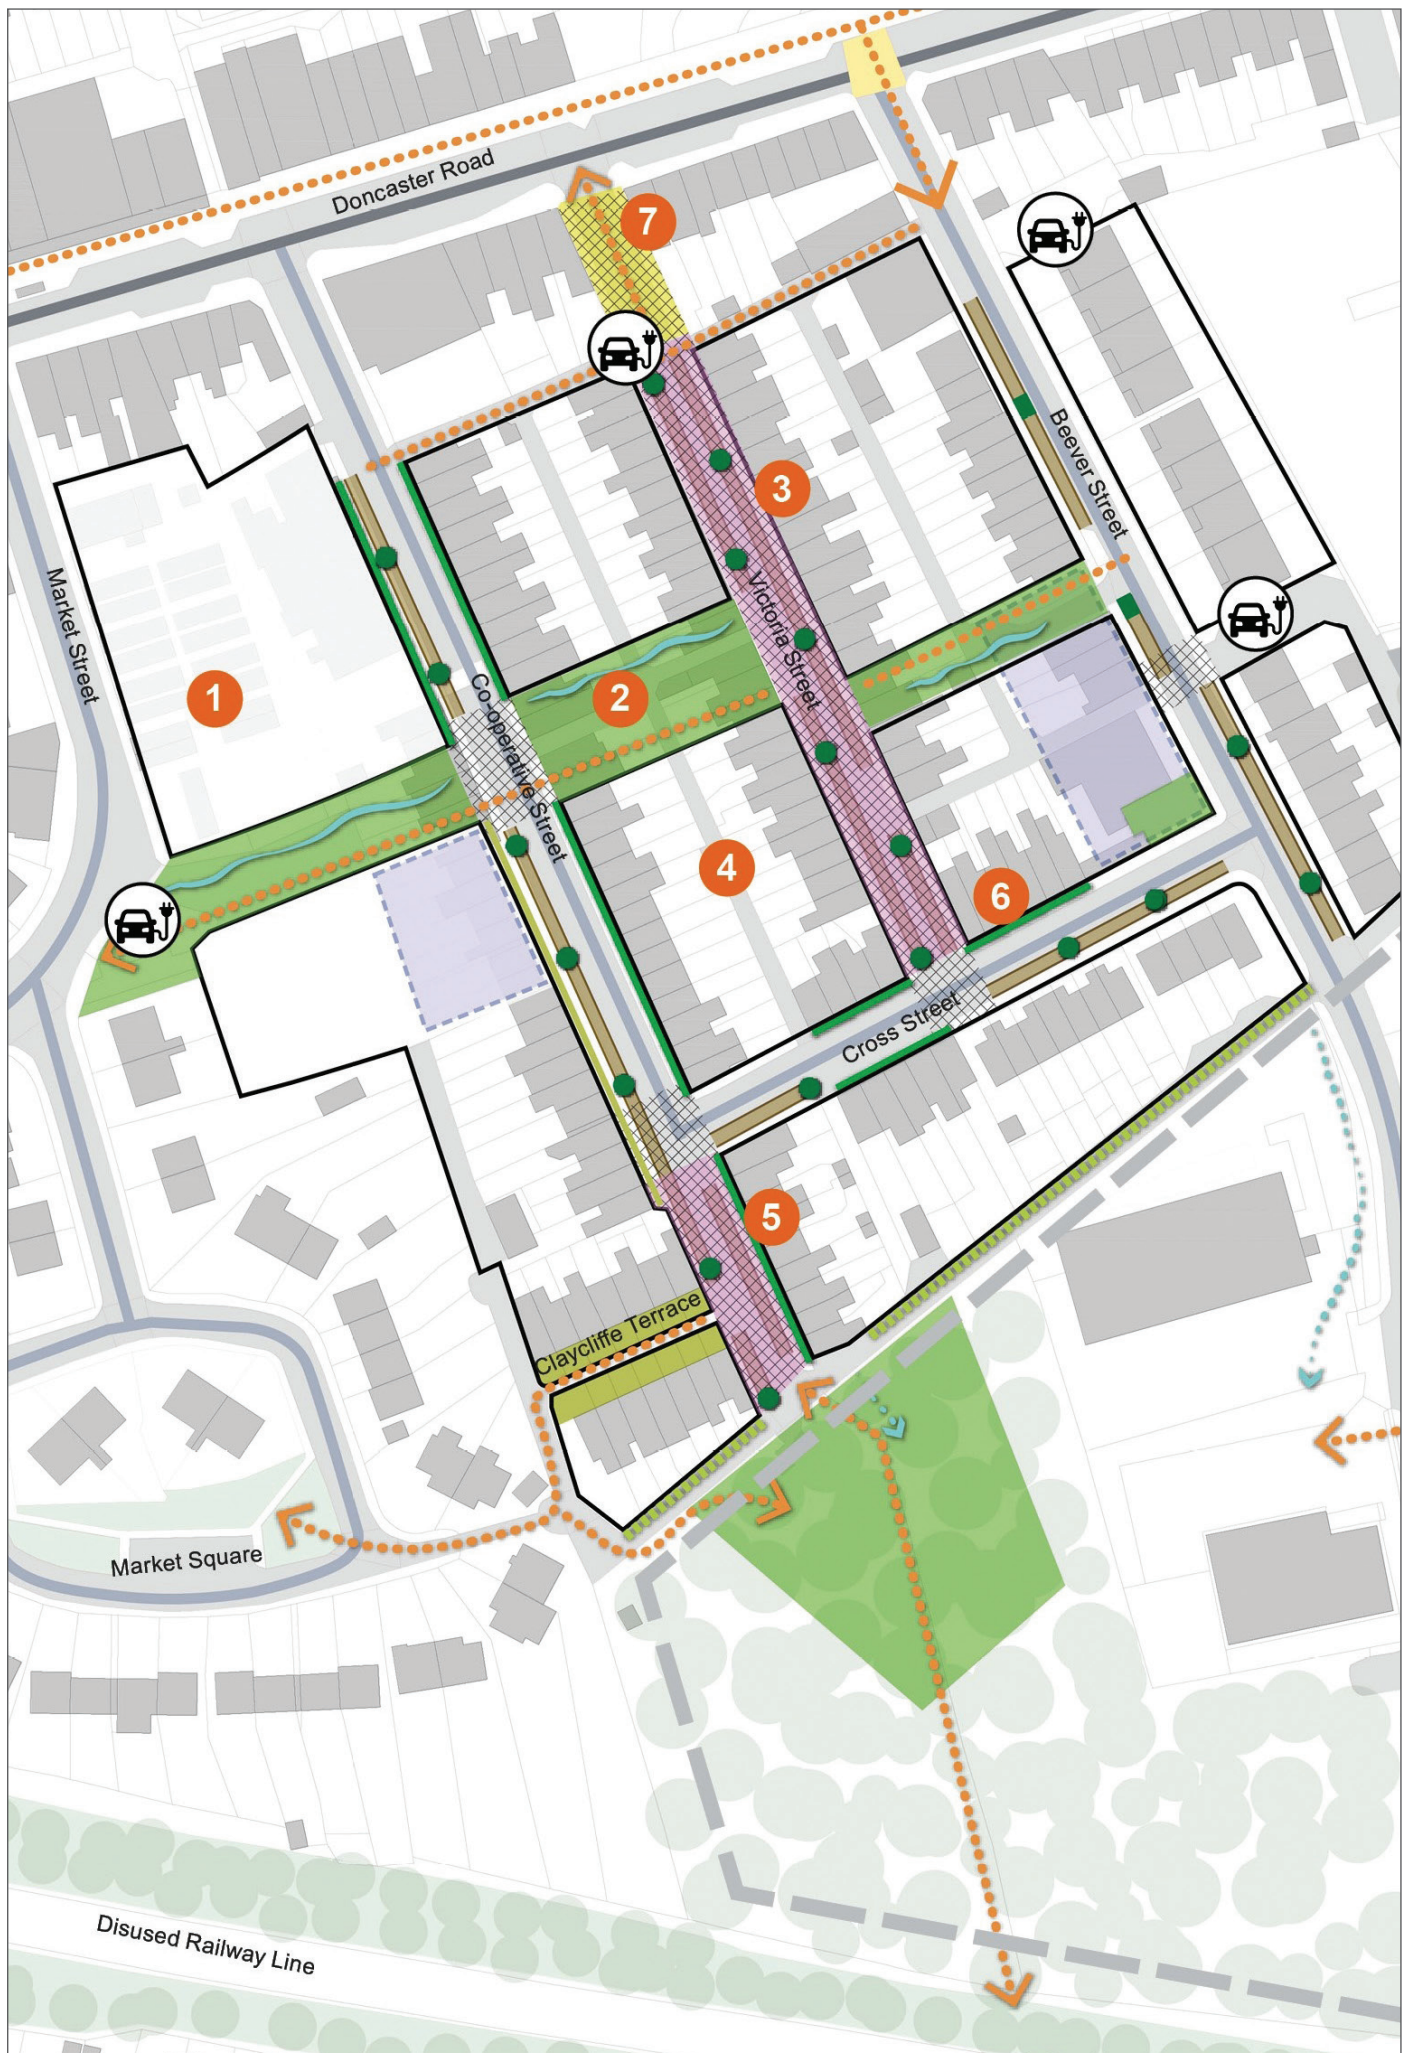 Doncaster Road
7
3
Beever Street
Market Street
Victoria Street
1
2
Co-operative Street
4
6
Cross Street
5
Claycliffe Terrace
Market Square
Disused Railway Line